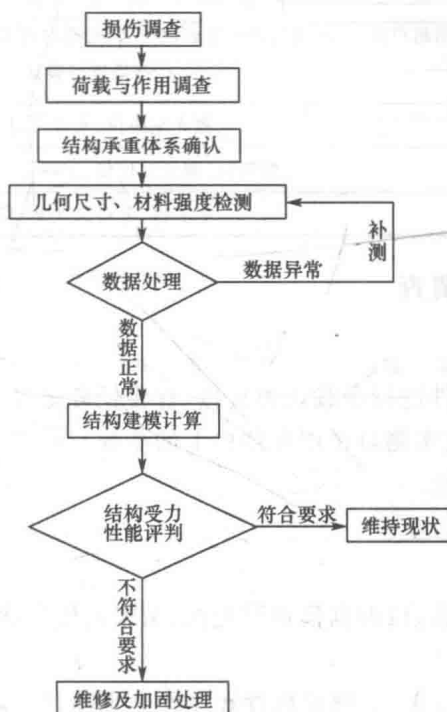 损伤调查
荷载与作用调查
结构承重体系确认
几何尺寸、材料强度检测
补测
数据处理
数据异常
数据正常
结构建模计算
结构受力
性能评判
符合要求
维持现状
不符合要求
维修及加固处理